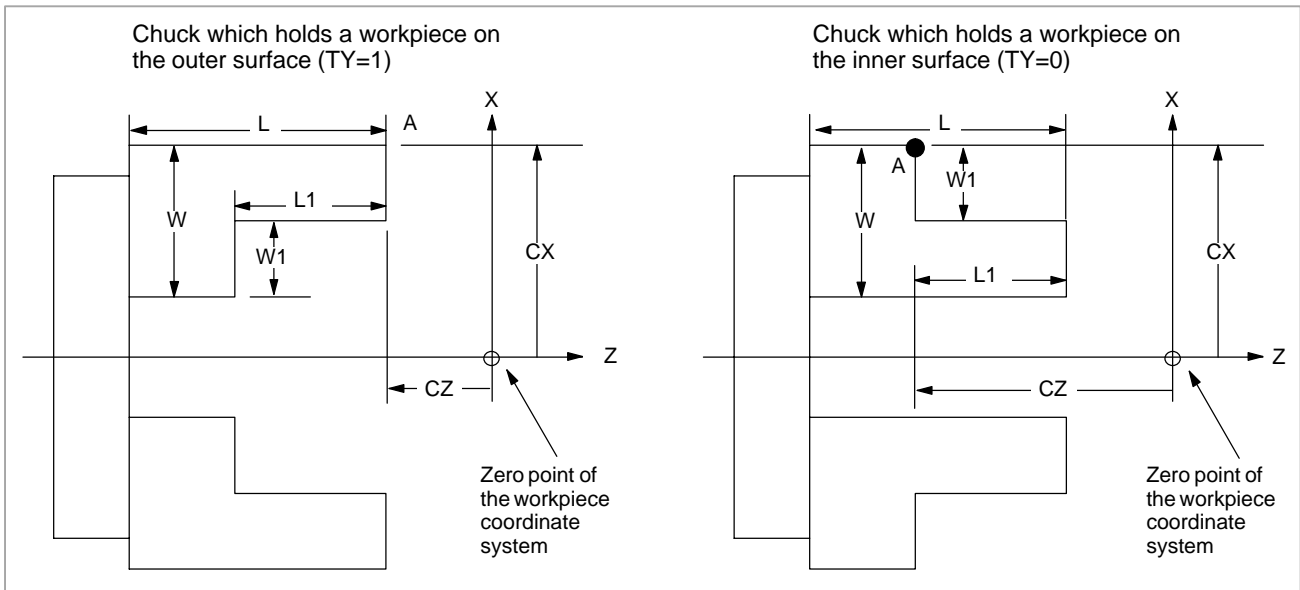 Chuck which holds a workpiece on
the outer surface (TY=1)
X
L
A
W
L1
W1
CX
Z
CZ
Zero point of
the workpiece
coordinate
system
Chuck which holds a workpiece on
the inner surface (TY=0)
X
L
A
W1
W
CX
L1
Z
CZ
Zero point of
the workpiece
coordinate
system